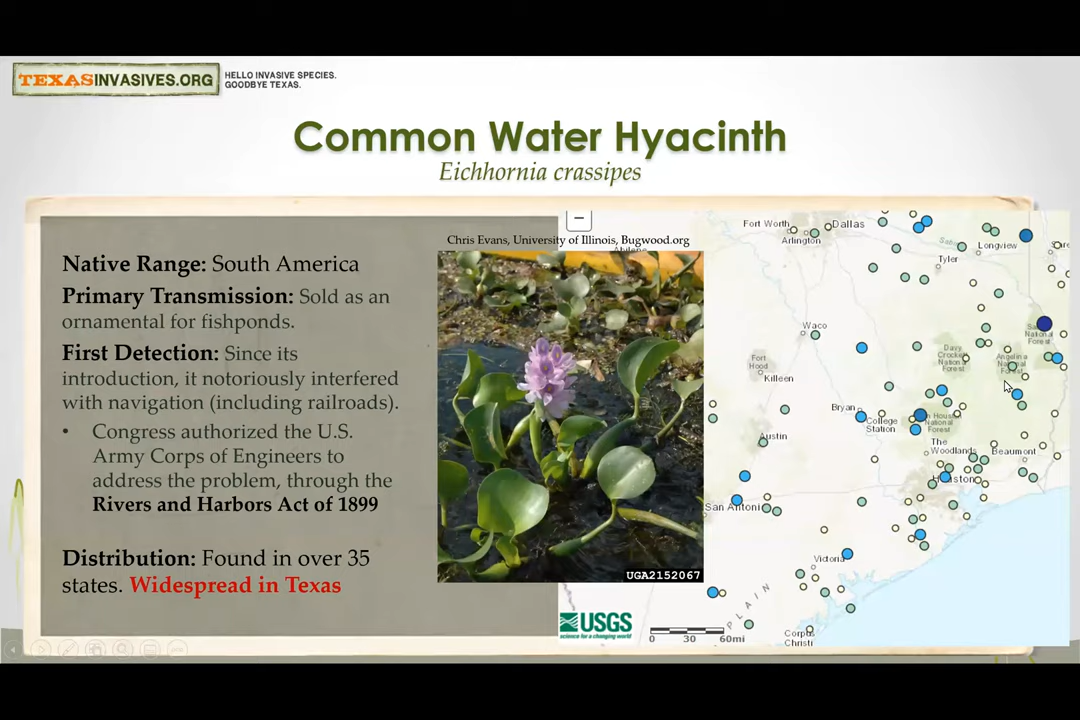 TEXASINVASIVES.ORG
HELLO INVASIVE SPECIES.
GOODBYE TEXAS.
Common Water Hyacinth
Eichhornia crassipes
Native Range: South America
Primary Transmission: Sold as an
ornamental for fishponds.
First Detection: Since its
introduction, it notoriously interfered
with navigation (including railroads).
• Congress authorized the U.S.
Army Corps of Engineers to
address the problem, through the
Rivers and Harbors Act of 1899
Distribution: Found in over 35
states. Widespread in Texas
Chris Evans, University of Illinois, Bugwood.org
UGA2152067
Fort Worth
Dallas
Arlington
Longview
Tyler
Waco
Fort
Hood
Killeen
Davy
Crockett
National
Forest
Angelina
National
Bryan
College
Station
National
Forest
Austin
The
Woodlands
Beaumont
Houston
San Antoni
Victoria
PLAIN
Corpus
Christi
USGS
science for a changing world
0 30 60mi